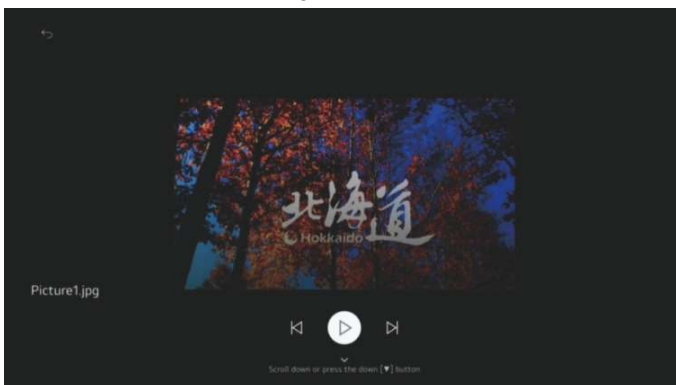 北海道
Hokkaido
Picture1.jpg
Scroll down or press the down [▼] button